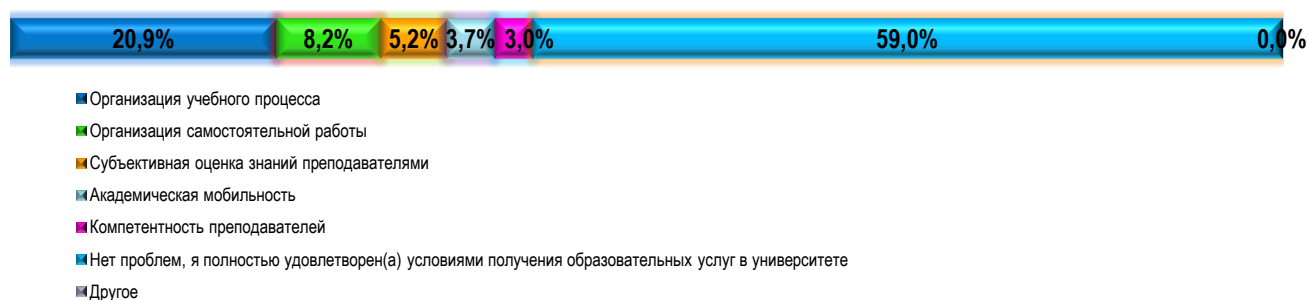 20,9% 8,2% 5,2% 3,7% 3,0% 59,0% 0,0%
Организация учебного процесса
Организация самостоятельной работы
Субъективная оценка знаний преподавателями
Академическая мобильность
Компетентность преподавателей
Нет проблем, я полностью удовлетворен(а) условиями получения образовательных услуг в университете
Другое